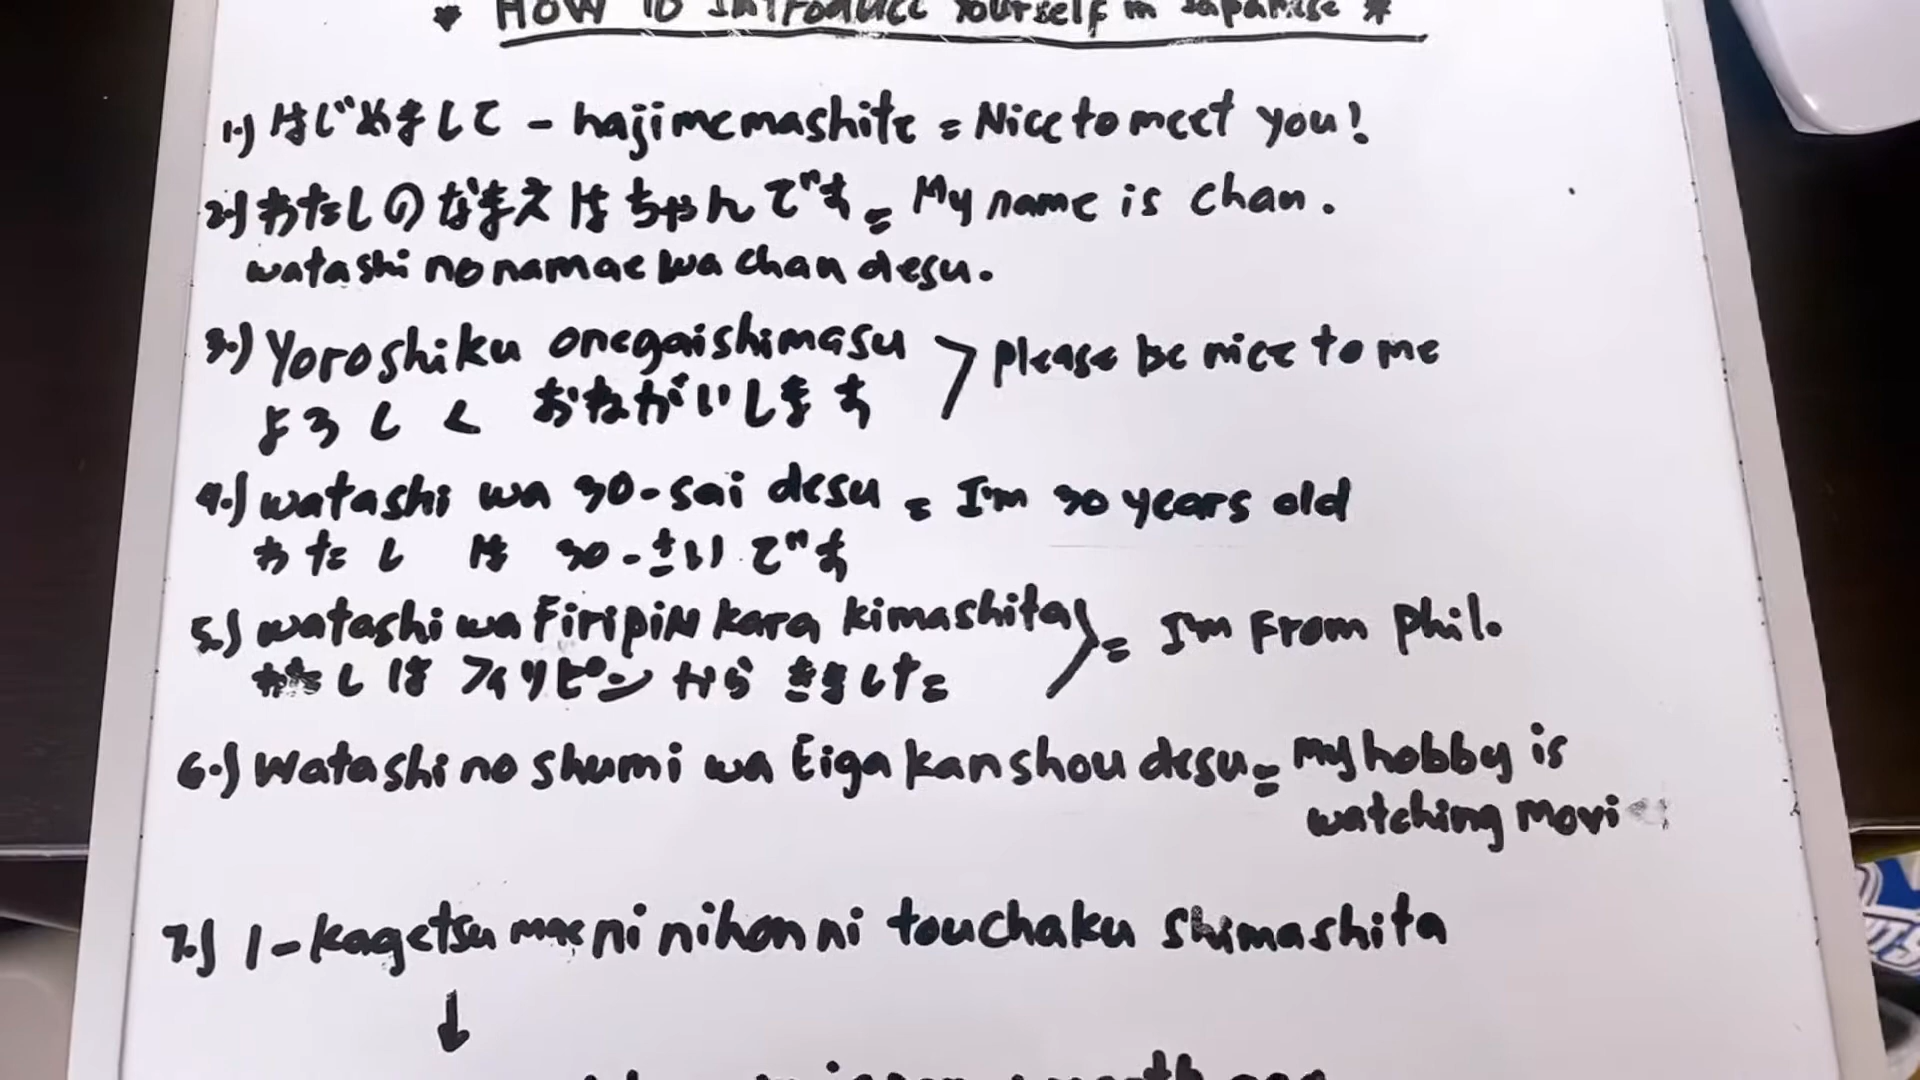 * How to Introduce Yourself in Japanese *
1.) はじめまして - hajimemashite = Nice to meet you!
2.) わたしのなまえは ちゃんです = My name is chan.
watashi no namae wa chan desu.
3.) Yoroshiku onegaishimasu > please be nice to me
よろしく おねがいします
4.) watashi wa 30-sai desu = I'm 30 years old
わたし は 30-さいです
5.) watashi wa Firipin kara kimashita } = I'm From Phil.
わたしは フィリピン から きました
6.) Watashi no shumi wa Eiga kanshou desu = my hobby is
watching movi
7.) 1-kagetsu mae ni nihon ni touchaku shimashita
↓